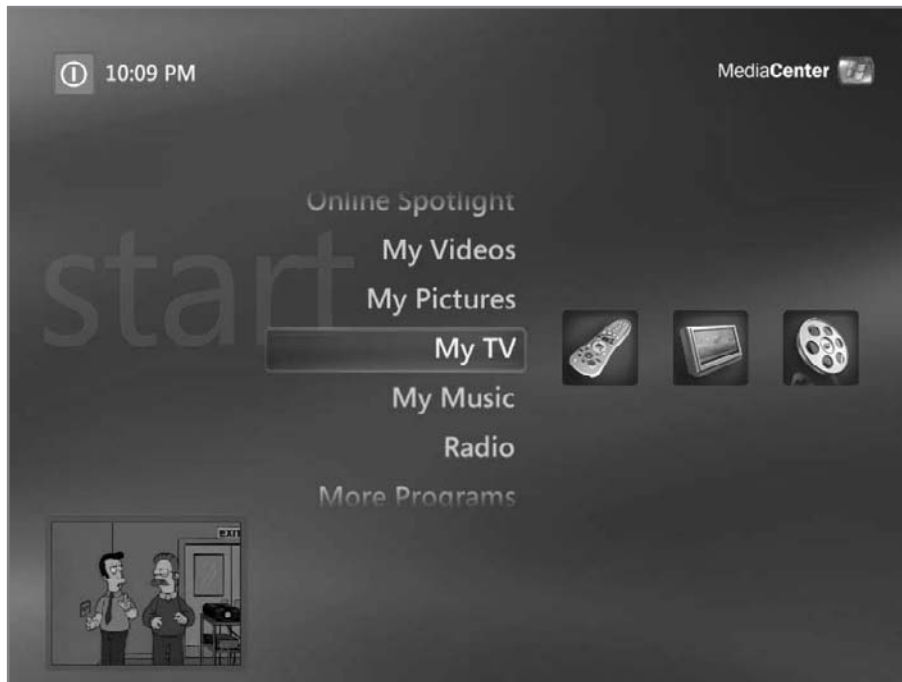 10:09 PM
MediaCenter
start
Online Spotlight
My Videos
My Pictures
My TV
My Music
Radio
More Programs
EXIT